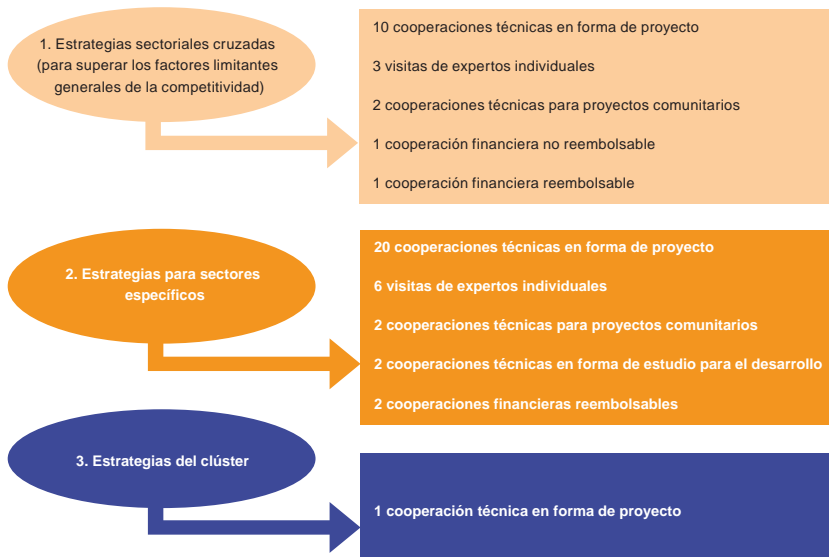 1. Estrategias sectoriales cruzadas
(para superar los factores limitantes
generales de la competitividad)
10 cooperaciones técnicas en forma de proyecto
3 visitas de expertos individuales
2 cooperaciones técnicas para proyectos comunitarios
1 cooperación financiera no reembolsable
1 cooperación financiera reembolsable
2. Estrategias para sectores
específicos
20 cooperaciones técnicas en forma de proyecto
6 visitas de expertos individuales
2 cooperaciones técnicas para proyectos comunitarios
2 cooperaciones técnicas en forma de estudio para el desarrollo
2 cooperaciones financieras reembolsables
3. Estrategias del clúster
1 cooperación técnica en forma de proyecto